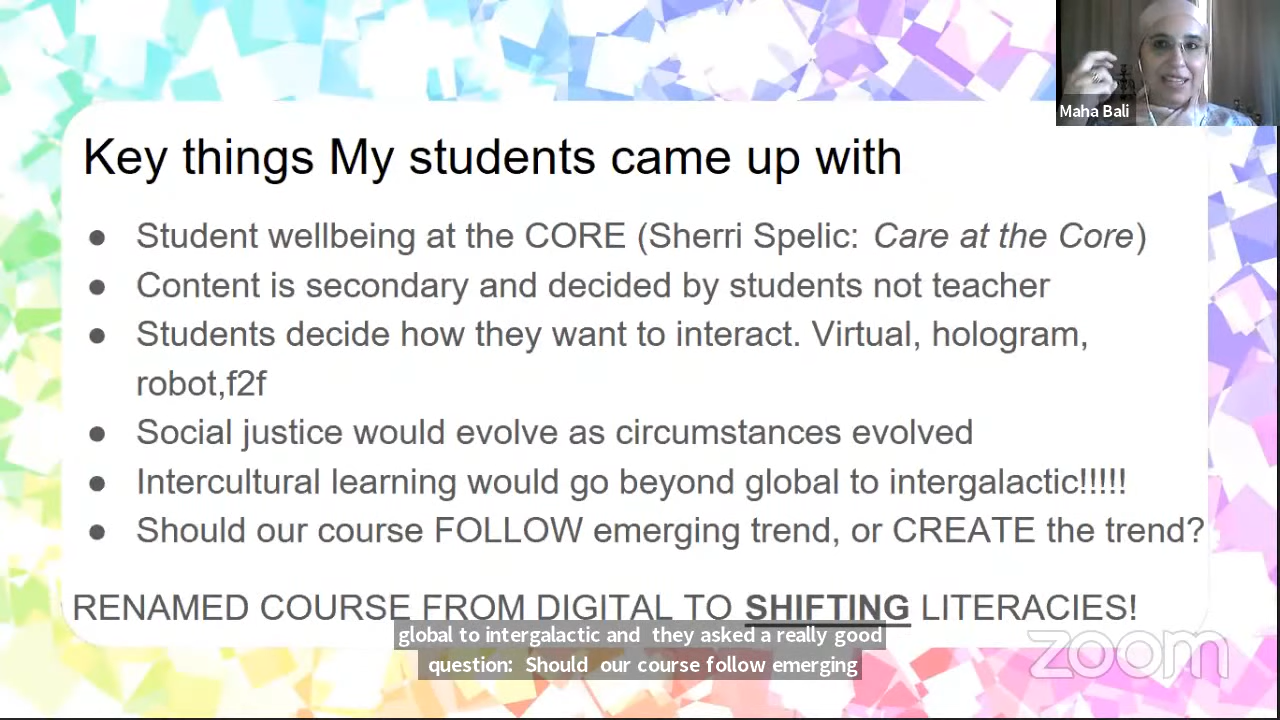 Maha Bali
Key things My students came up with
● Student wellbeing at the CORE (Sherri Spelic: Care at the Core)
● Content is secondary and decided by students not teacher
● Students decide how they want to interact. Virtual, hologram,
robot,f2f
● Social justice would evolve as circumstances evolved
● Intercultural learning would go beyond global to intergalactic!!!!!
● Should our course FOLLOW emerging trend, or CREATE the trend?
RENAMED COURSE FROM DIGITAL TO SHIFTING LITERACIES!
global to intergalactic and they asked a really good
question: Should our course follow emerging
zoom